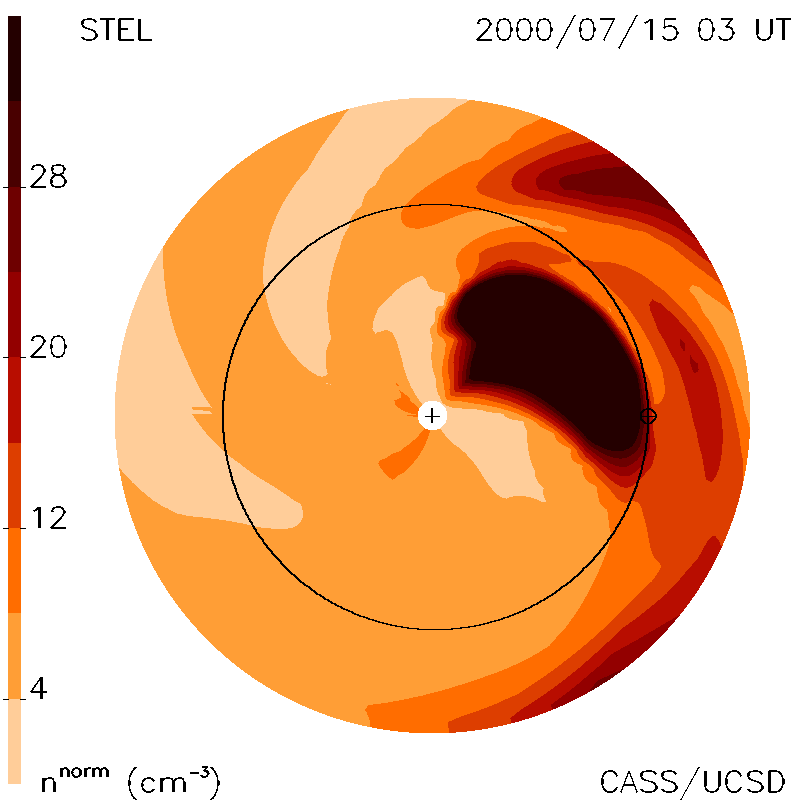 STEL 2000/07/15 03 UT
28
20
12
4
n^norm (cm^-3)
CASS/UCSD